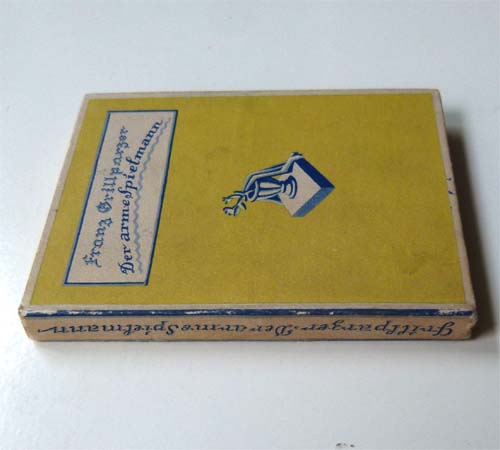 Franz Grillparzer
Der arme Spielmann
Grillparzer · Der arme Spielmann